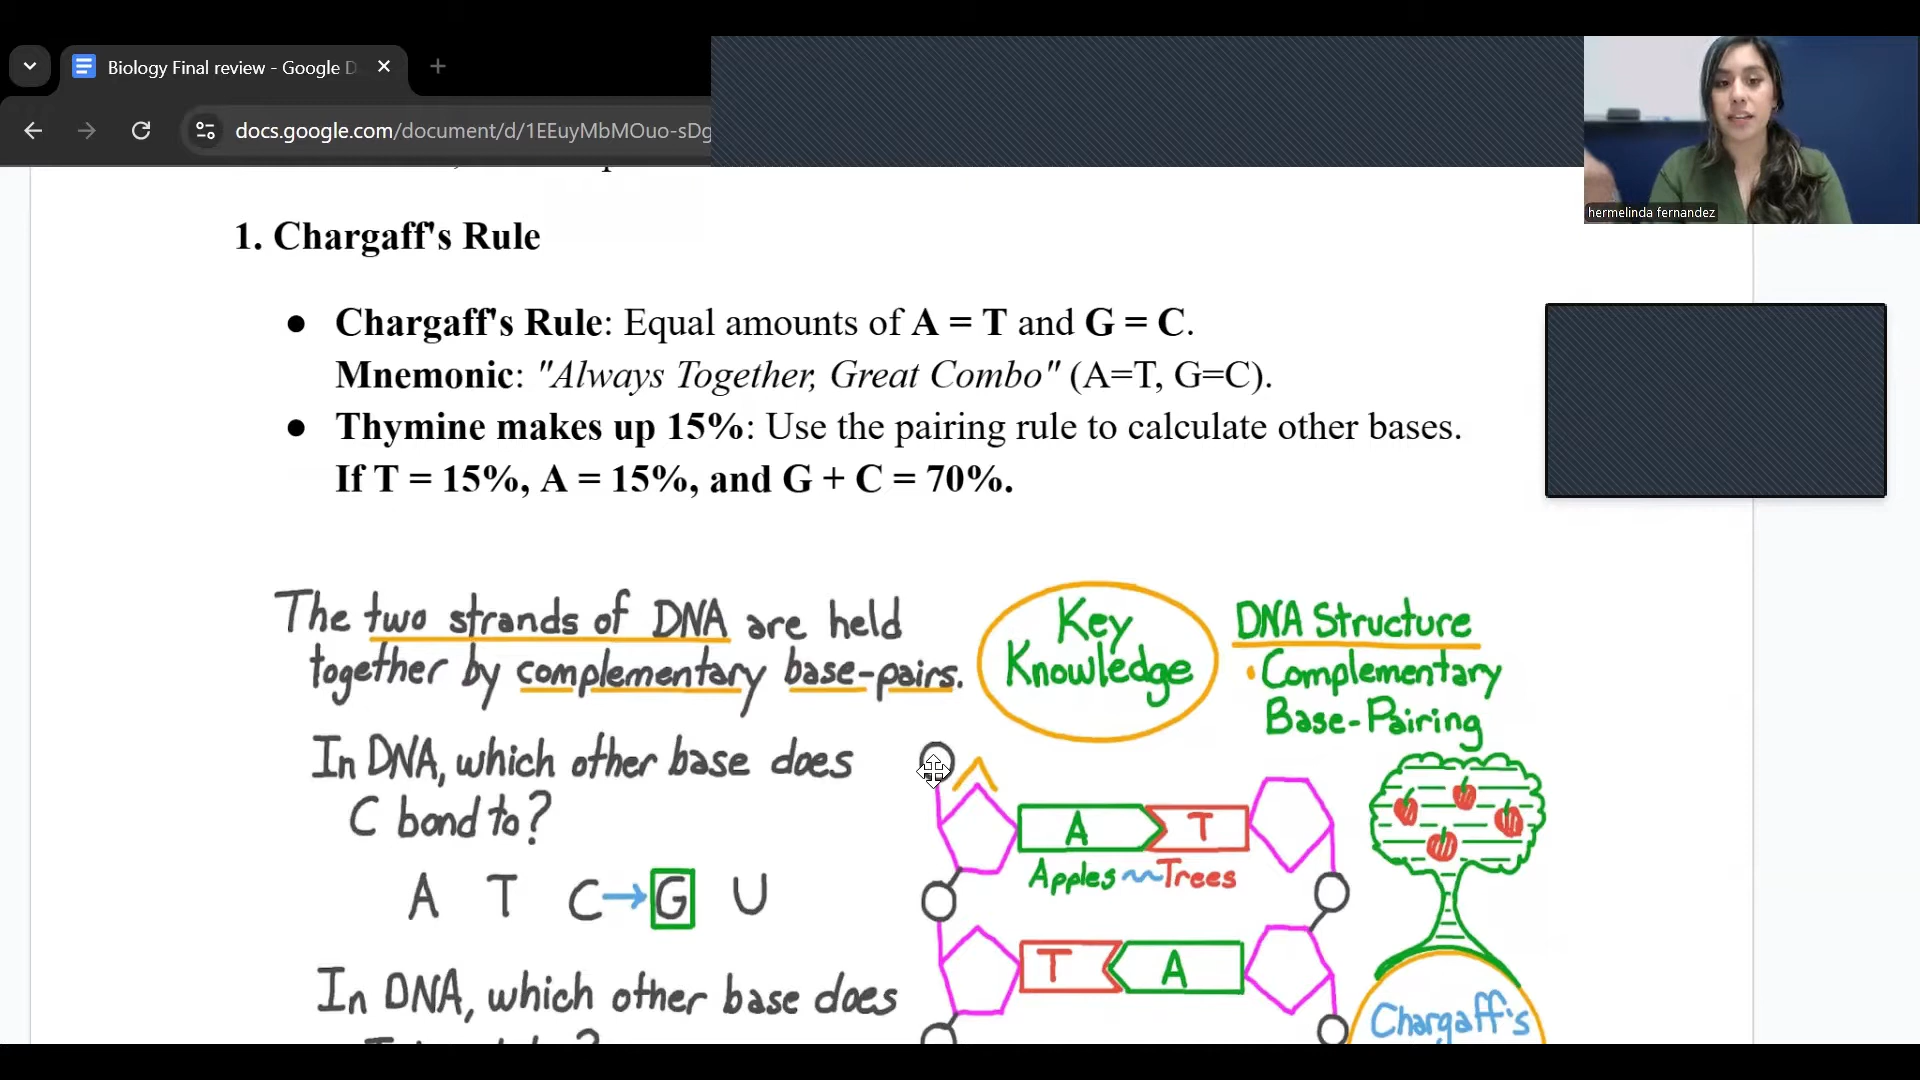 Biology Final review - Google D
docs.google.com/document/d/1EEuyMbMOuo-sDg
hermelinda fernandez
1. Chargaff's Rule
● Chargaff's Rule: Equal amounts of A = T and G = C.
Mnemonic: "Always Together, Great Combo" (A=T, G=C).
● Thymine makes up 15%: Use the pairing rule to calculate other bases.
If T = 15%, A = 15%, and G + C = 70%.
The two strands of DNA are held
together by complementary base-pairs.
In DNA, which other base does
C bond to?
A T C→G U
In DNA, which other base does
Key
Knowledge
DNA Structure
• Complementary
Base-Pairing
A T
Apples Trees
T A
Chargaff's